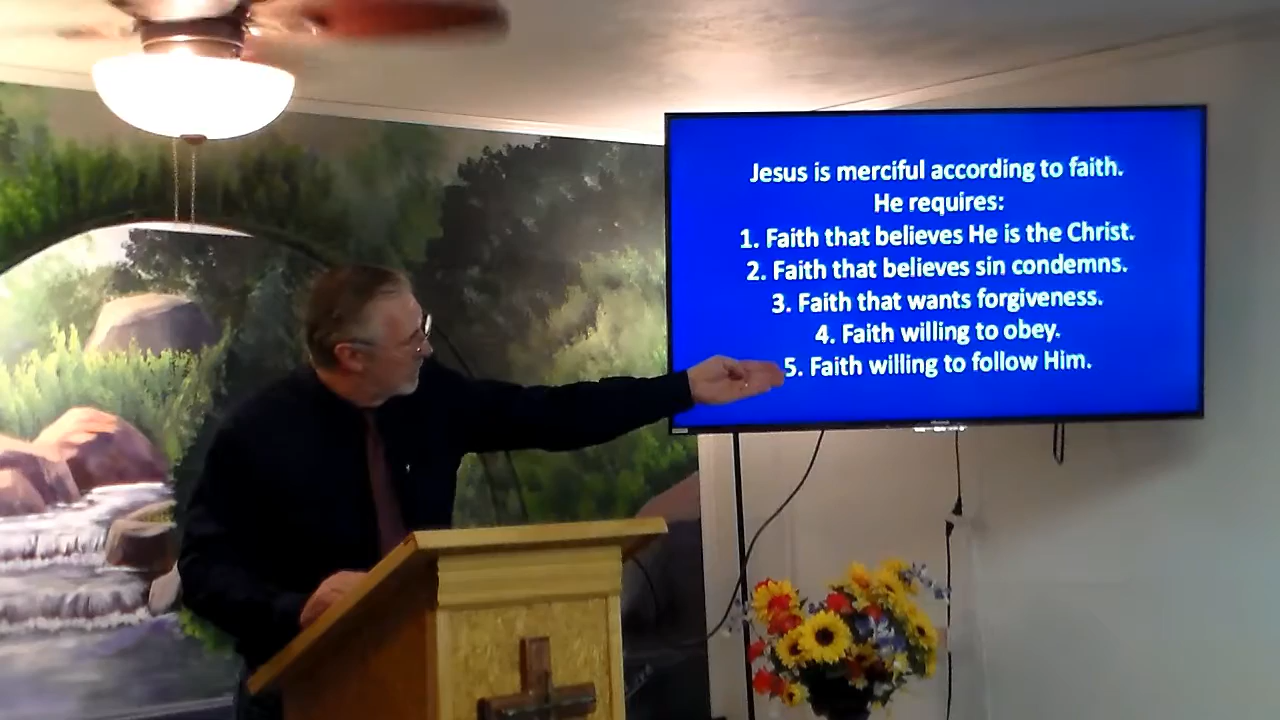 Jesus is merciful according to faith.
He requires:
1. Faith that believes He is the Christ.
2. Faith that believes sin condemns.
3. Faith that wants forgiveness.
4. Faith willing to obey.
5. Faith willing to follow Him.